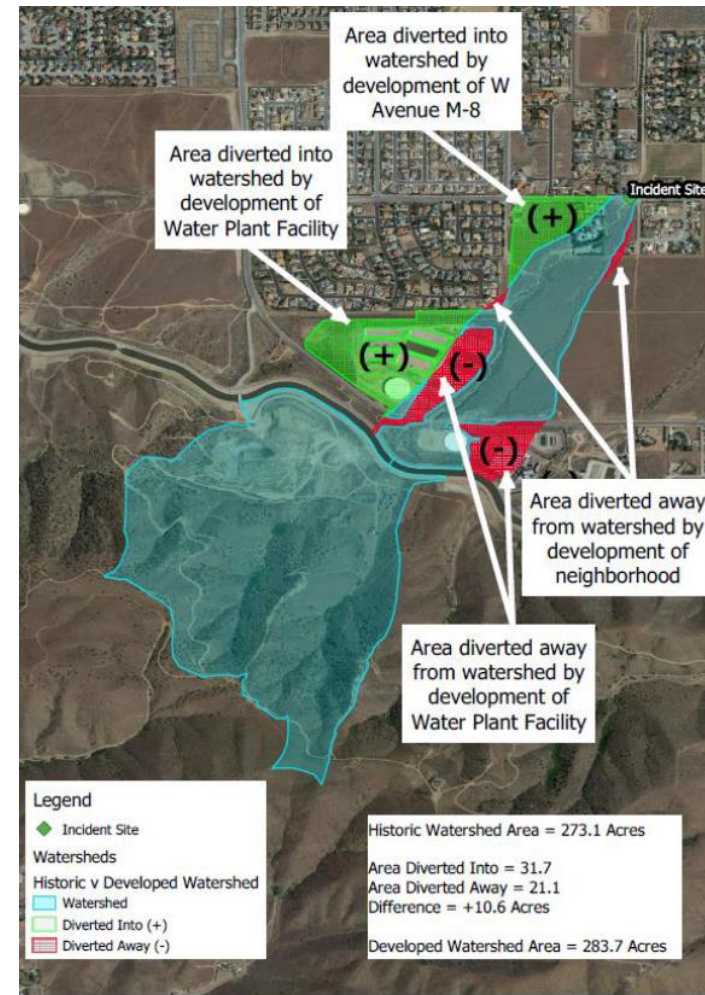 Area diverted into
watershed by
development of W
Avenue M-8
Area diverted into
watershed by
development of
Water Plant Facility
Incident Site
(+)
(+)
(-)
(-)
Area diverted away
from watershed by
development of
neighborhood
Area diverted away
from watershed by
development of
Water Plant Facility
Legend
Incident Site
Watersheds
Historic v Developed Watershed
Watershed
Diverted Into (+)
Diverted Away (-)
Historic Watershed Area = 273.1 Acres
Area Diverted Into = 31.7
Area Diverted Away = 21.1
Difference = +10.6 Acres
Developed Watershed Area = 283.7 Acres